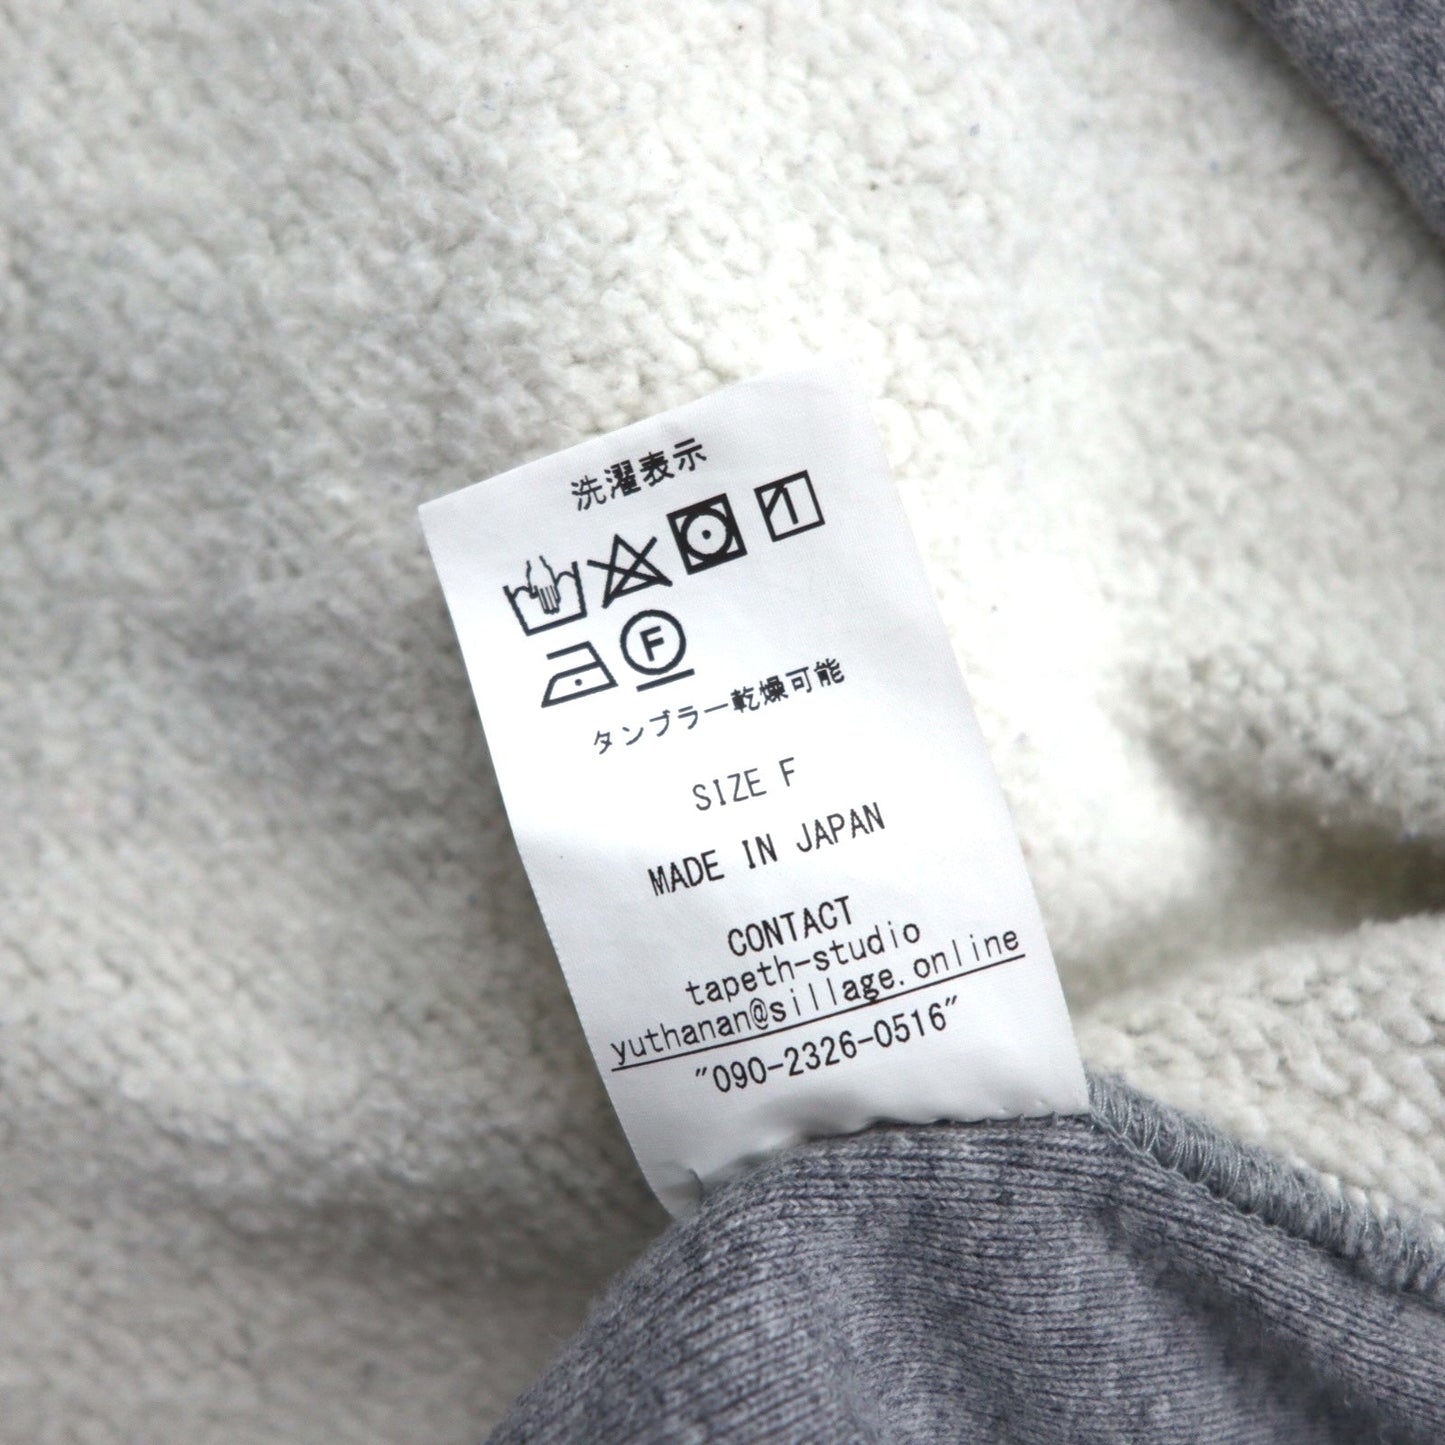 洗濯表示
F
タンブラー乾燥可能
SIZE F
MADE IN JAPAN
CONTACT
tapeth-studio
yuthanan@sillage.online
"090-2326-0516"